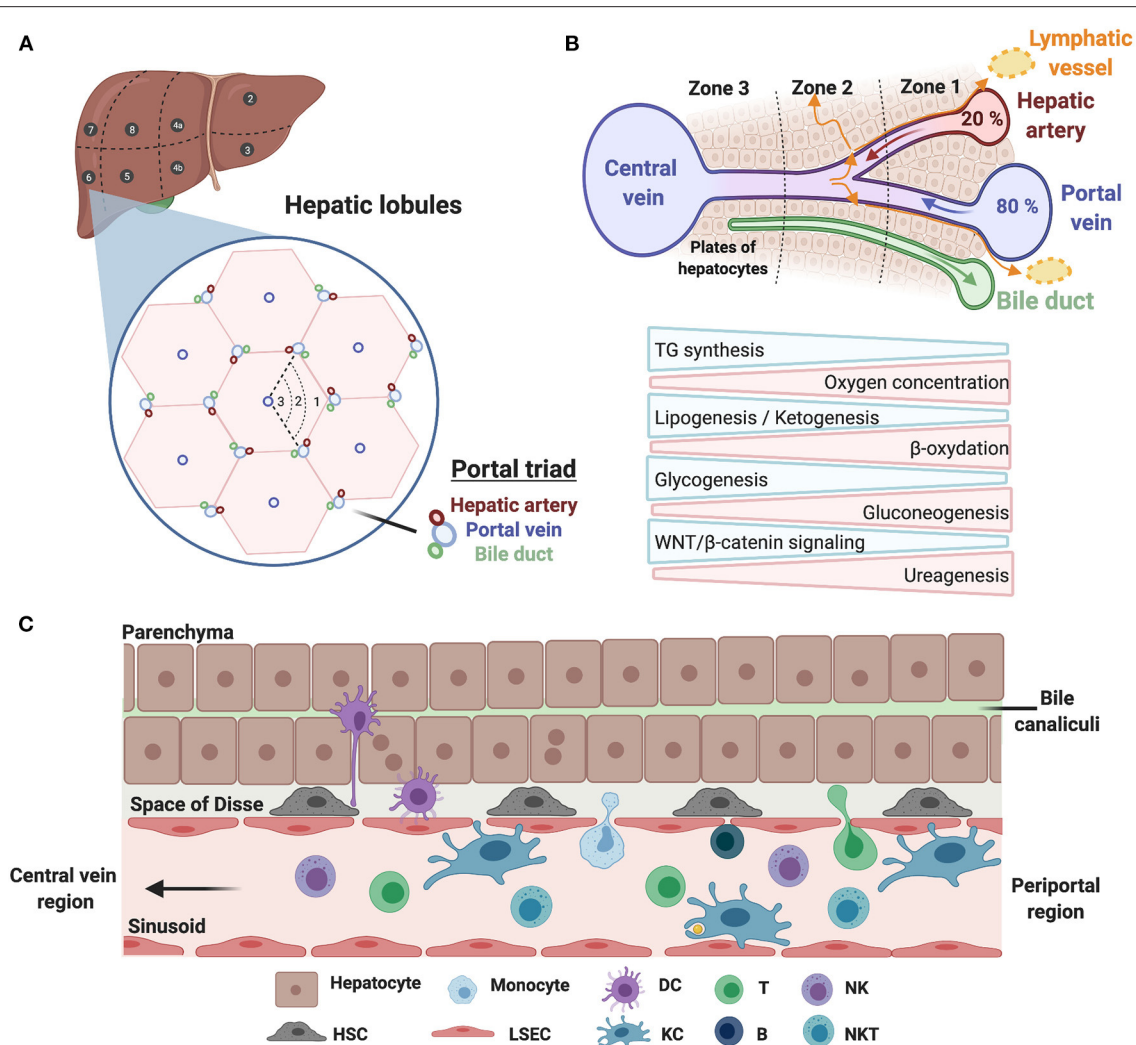 A
2
7
8
4a
3
4b
6
5
Hepatic lobules
3 2 1
Portal triad
Hepatic artery
Portal vein
Bile duct
B
Lymphatic
vessel
Zone 3
Zone 2
Zone 1
Hepatic
artery
20 %
Central
vein
Portal
vein
80 %
Plates of
hepatocytes
Bile duct
TG synthesis
Oxygen concentration
Lipogenesis / Ketogenesis
β-oxydation
Glycogenesis
Gluconeogenesis
WNT/β-catenin signaling
Ureagenesis
C
Parenchyma
Bile
canaliculi
Space of Disse
Central vein
region
Periportal
region
Sinusoid
Hepatocyte
Monocyte
DC
T
NK
HSC
LSEC
KC
B
NKT